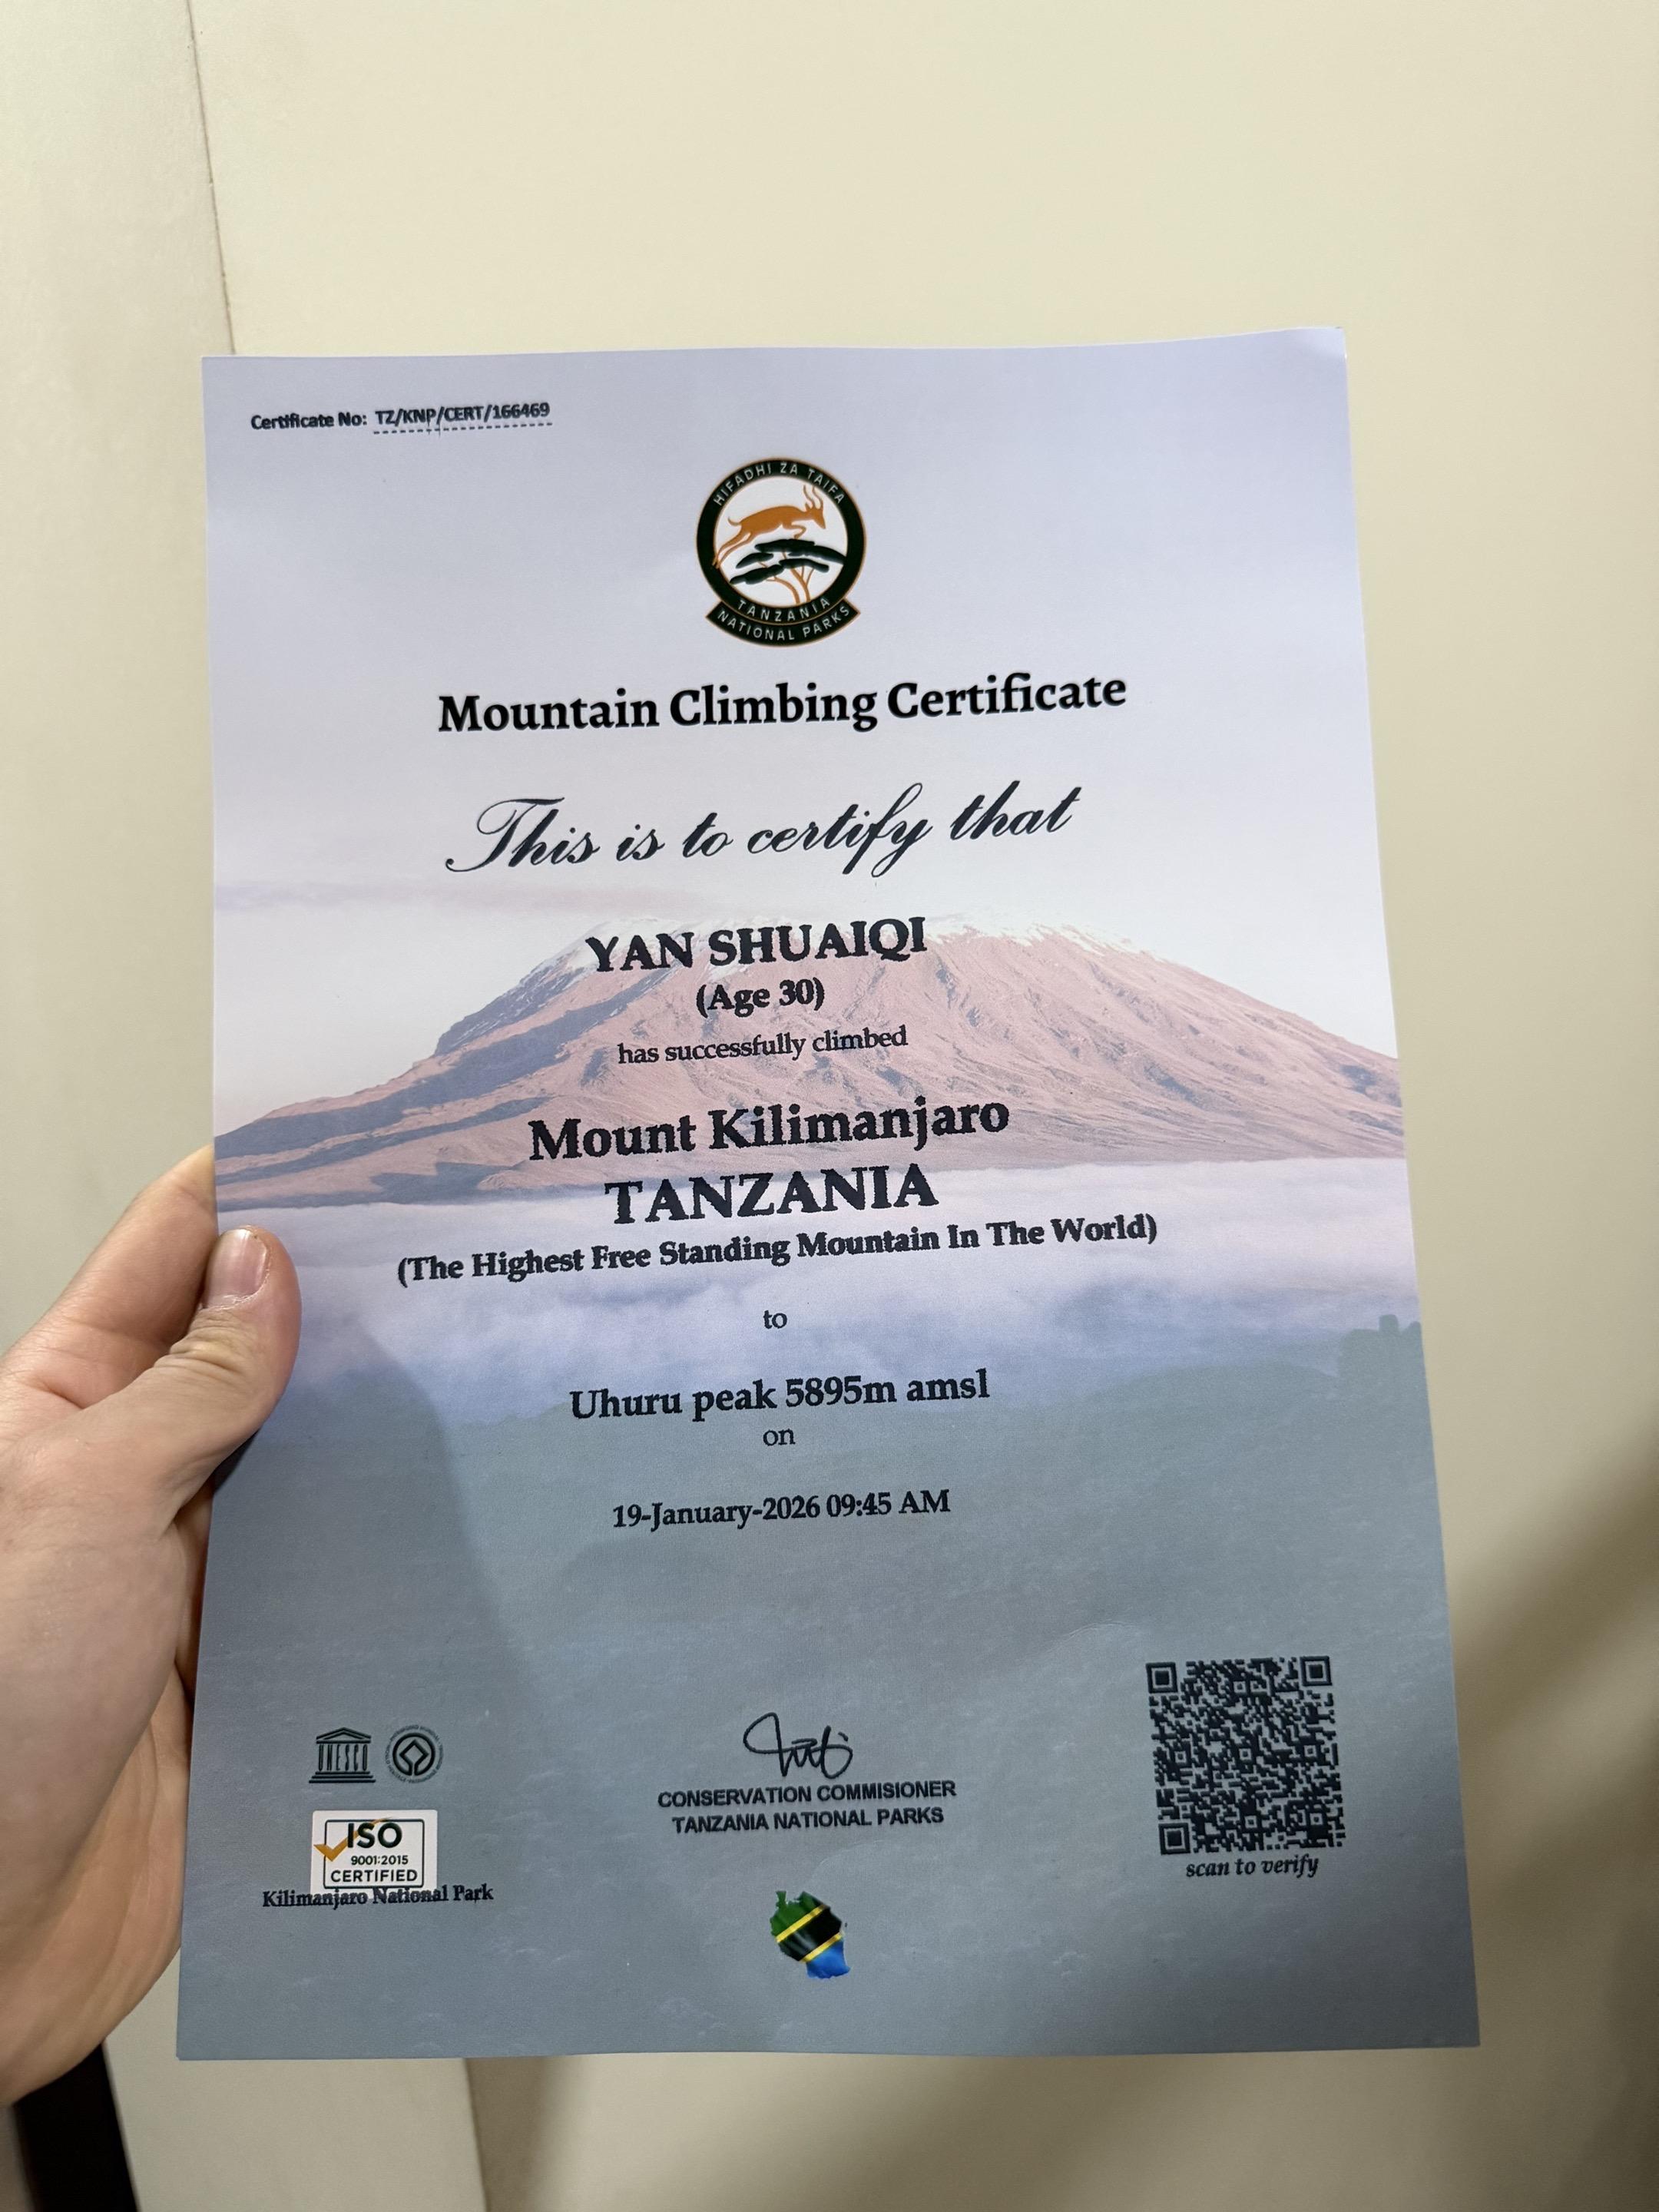 Certificate No: TZ/KNP/CERT/166469
HIFADHI ZA TAIFA
TANZANIA
NATIONAL PARKS
Mountain Climbing Certificate
This is to certify that
YAN SHUAIQI
(Age 30)
has successfully climbed
Mount Kilimanjaro
TANZANIA
(The Highest Free Standing Mountain In The World)
to
Uhuru peak 5895m amsl
on
19-January-2026 09:45 AM
UNESCO
ISO
9001:2015
CERTIFIED
Kilimanjaro National Park
CONSERVATION COMMISIONER
TANZANIA NATIONAL PARKS
scan to verify